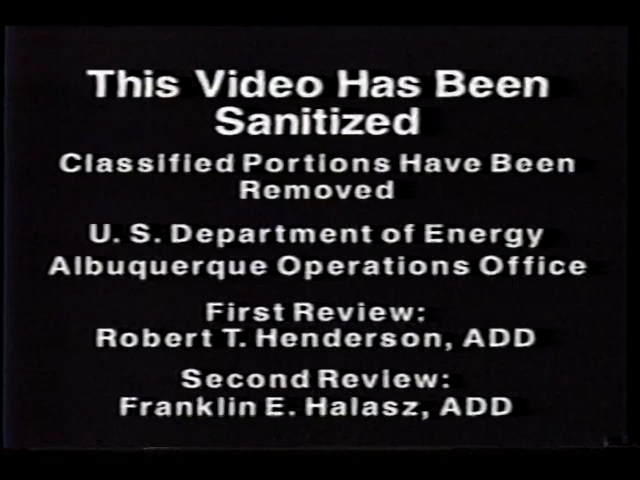 This Video Has Been
Sanitized
Classified Portions Have Been
Removed
U. S. Department of Energy
Albuquerque Operations Office
First Review:
Robert T. Henderson, ADD
Second Review:
Franklin E. Halasz, ADD